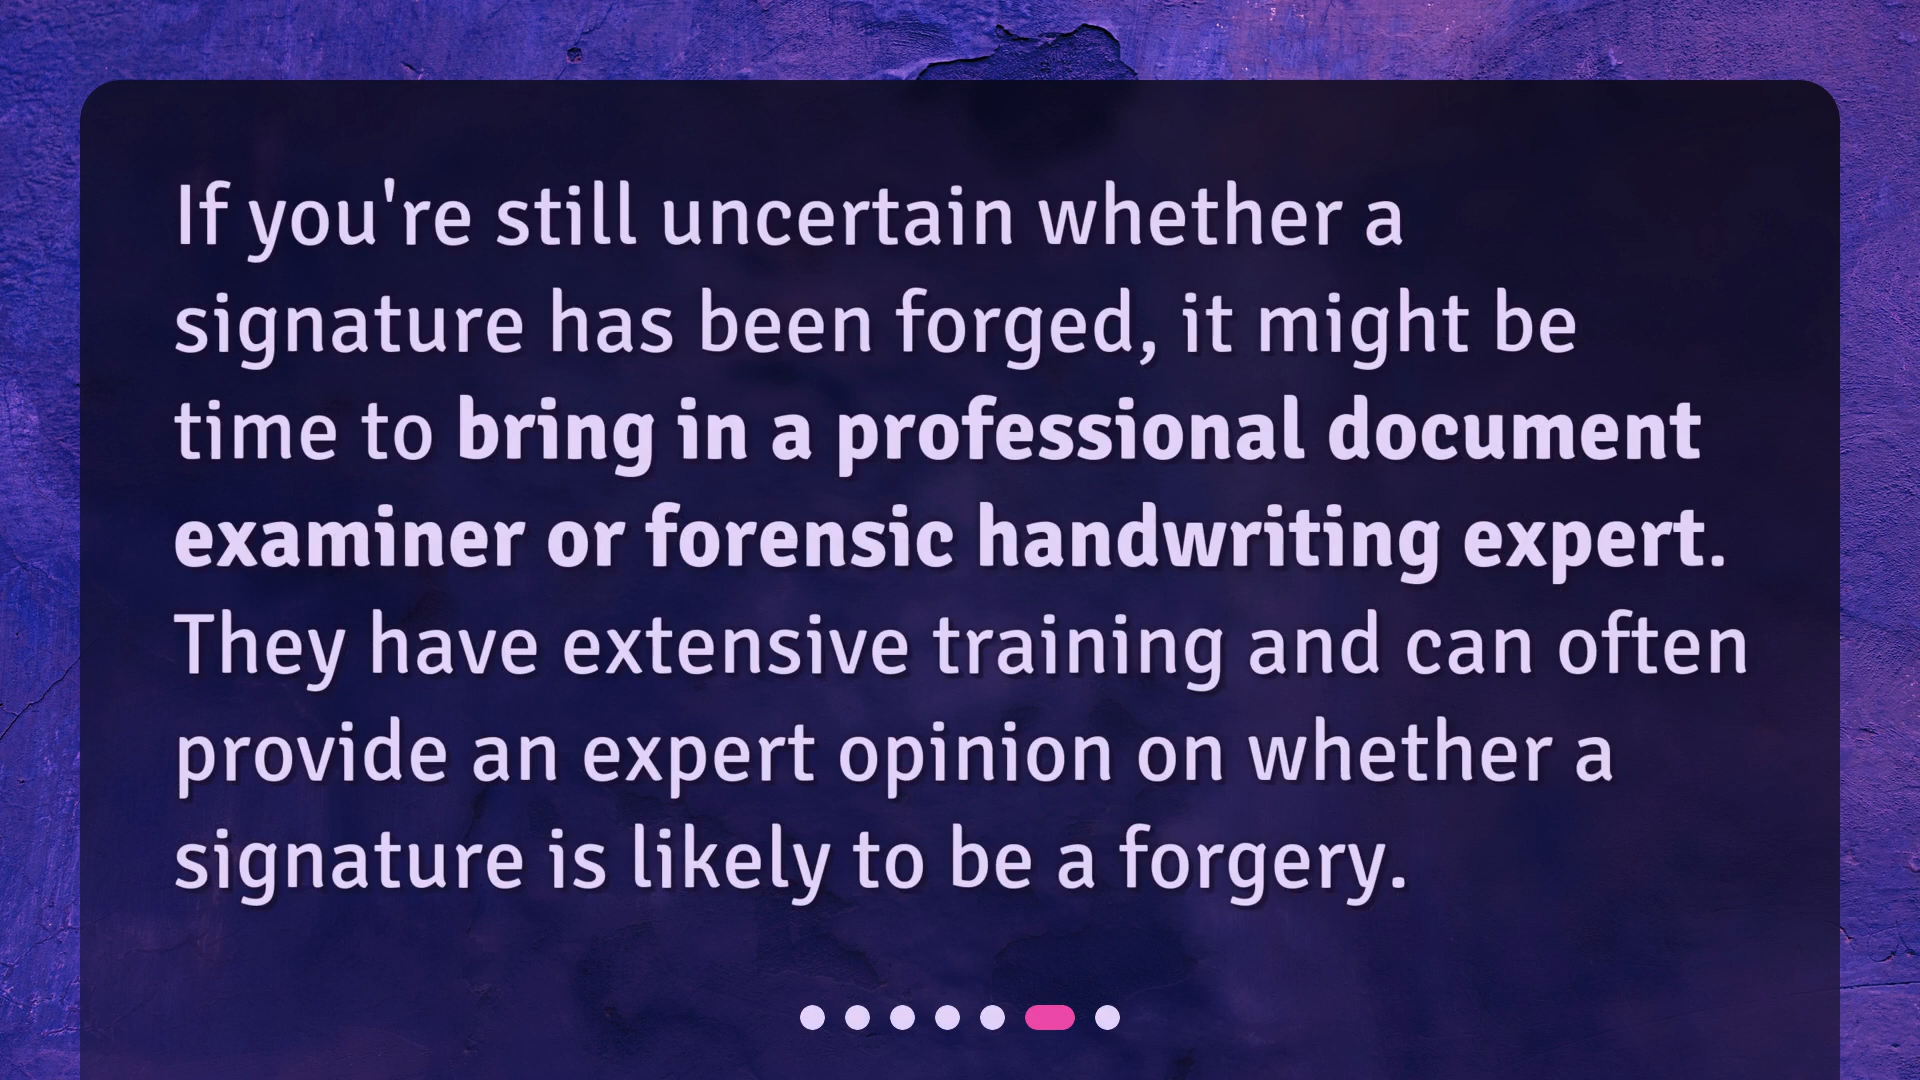 If you're still uncertain whether a
signature has been forged, it might be
time to bring in a professional document
examiner or forensic handwriting expert.
They have extensive training and can often
provide an expert opinion on whether a
signature is likely to be a forgery.